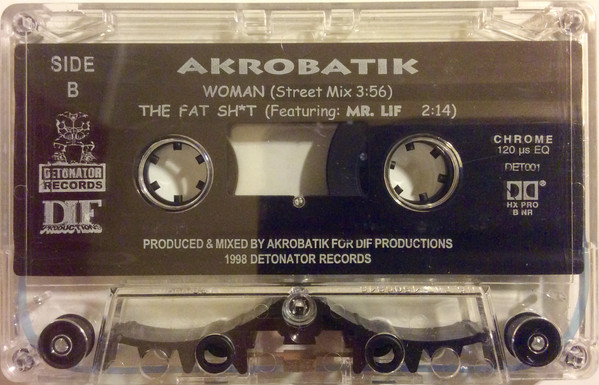 SIDE
B
AKROBATIK
WOMAN (Street Mix 3:56)
THE FAT SH*T (Featuring: MR. LIF 2:14)
DETONATOR
RECORDS
DIF
PRODUCTIONS
CHROME
120 µs EQ
DET001
HX PRO
B NR
PRODUCED & MIXED BY AKROBATIK FOR DIF PRODUCTIONS
1998 DETONATOR RECORDS